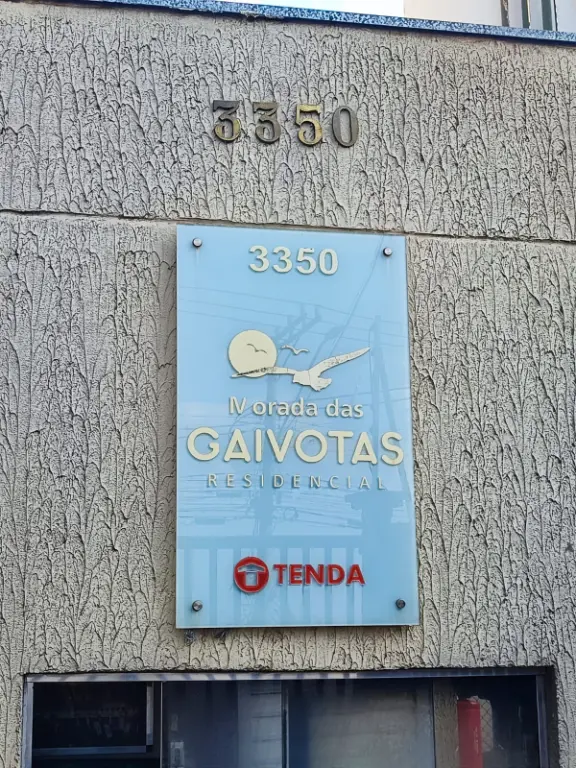 3350
3350
Morada das
GAIVOTAS
RESIDENCIAL
TENDA